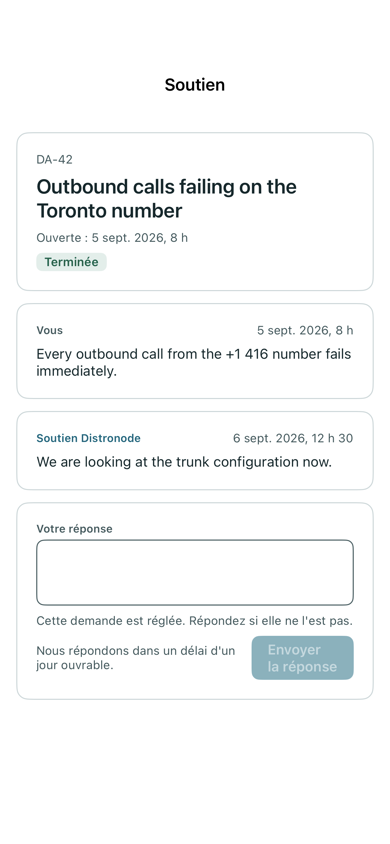 Soutien
DA-42
Outbound calls failing on the
Toronto number
Ouverte : 5 sept. 2026, 8 h
Terminée
Vous
5 sept. 2026, 8 h
Every outbound call from the +1 416 number fails
immediately.
Soutien Distronode
6 sept. 2026, 12 h 30
We are looking at the trunk configuration now.
Votre réponse
Cette demande est réglée. Répondez si elle ne l'est pas.
Nous répondons dans un délai d'un
jour ouvrable.
Envoyer
la réponse